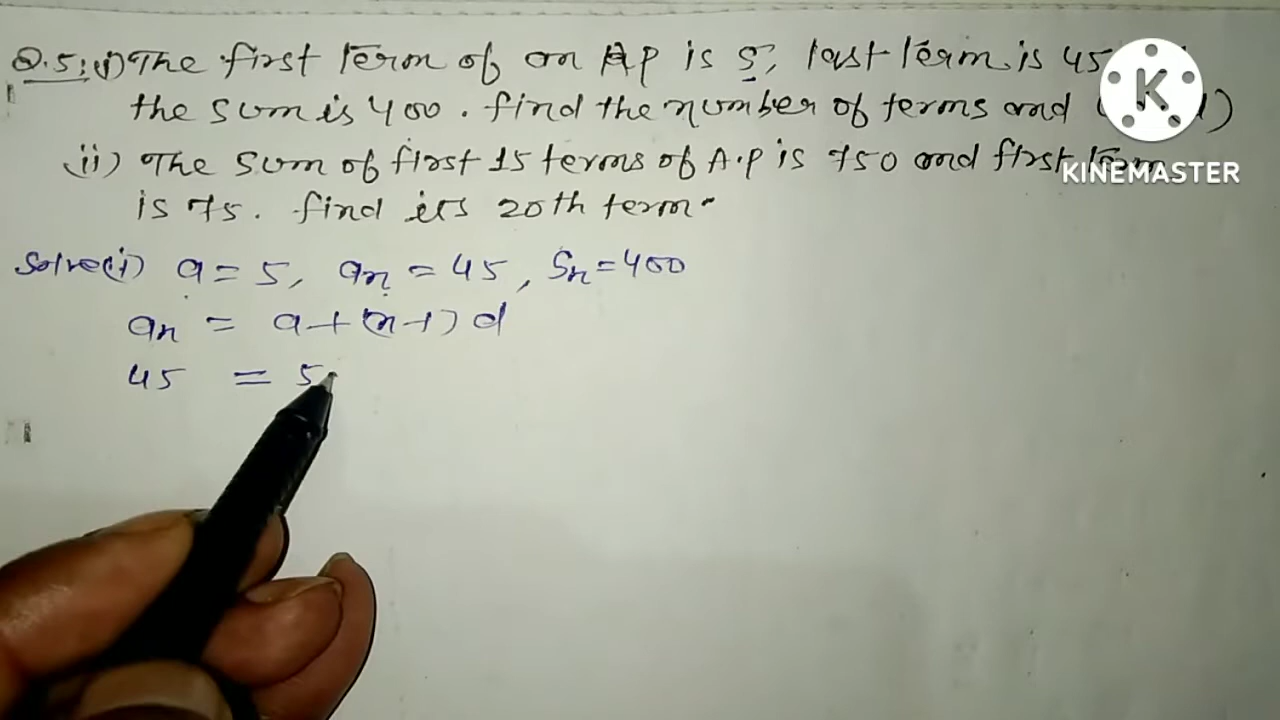 Q.5:(i) The first term of an AP is 5, last term is 45
the sum is 400. find the number of terms and
K
KINEMASTER
ii) The sum of first 15 terms of A.P is 750 and first term
is 75. find its 20th term.
Solve(i) a = 5, an = 45, Sn = 400
an = a + (n-1) d
45 = 5